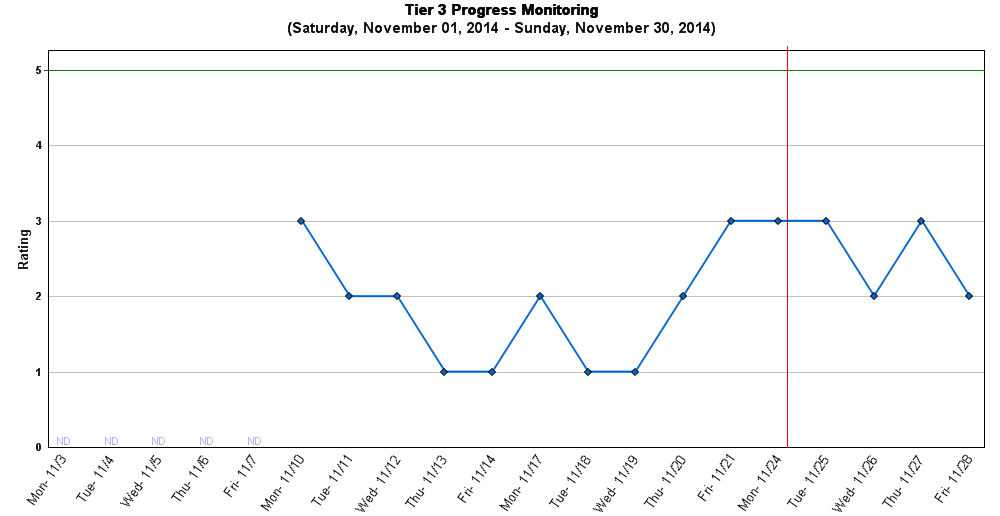 Tier 3 Progress Monitoring
(Saturday, November 01, 2014 - Sunday, November 30, 2014)
5
4
3
2
1
0
Rating
ND ND ND ND ND
Mon- 11/3
Tue- 11/4
Wed- 11/5
Thu- 11/6
Fri- 11/7
Mon- 11/10
Tue- 11/11
Wed- 11/12
Thu- 11/13
Fri- 11/14
Mon- 11/17
Tue- 11/18
Wed- 11/19
Thu- 11/20
Fri- 11/21
Mon- 11/24
Tue- 11/25
Wed- 11/26
Thu- 11/27
Fri- 11/28